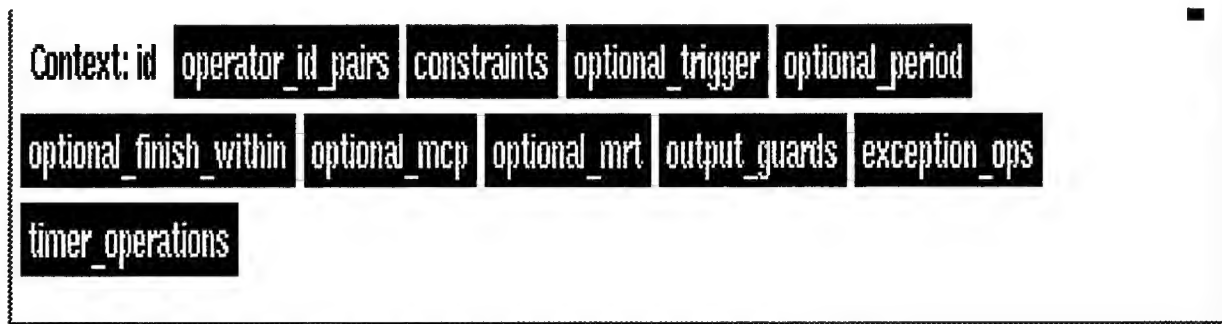 Context: id operator_id_pairs constraints optional_trigger optional_period
optional_finish_within optional_mcp optional_mrt output_guards exception_ops
timer_operations